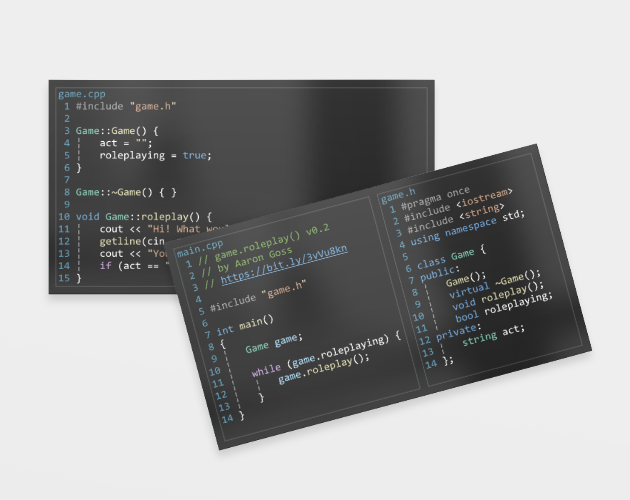 game.cpp
1 #include "game.h"
2
3 Game::Game() {
4 act = "";
5 roleplaying = true;
6 }
7
8 Game::~Game() { }
9
10 void Game::roleplay() {
11 cout << "Hi! What
12 getline(cin
13 cout << "You
14 if (act == "
15 }
main.cpp
1 // game.roleplay() v0.2
2 // by Aaron Goss
3 // https://bit.ly/3vVu8kn
4
5 #include "game.h"
6
7 int main()
8 {
9 Game game;
10
11 while (game.roleplaying) {
12 game.roleplay();
13 }
14 }
game.h
1 #pragma once
2 #include <iostream>
3 #include <string>
4 using namespace std;
5
6 class Game {
7 public:
8 Game();
9 virtual ~Game();
10 void roleplay();
11 bool roleplaying;
12 private:
13 string act;
14 };